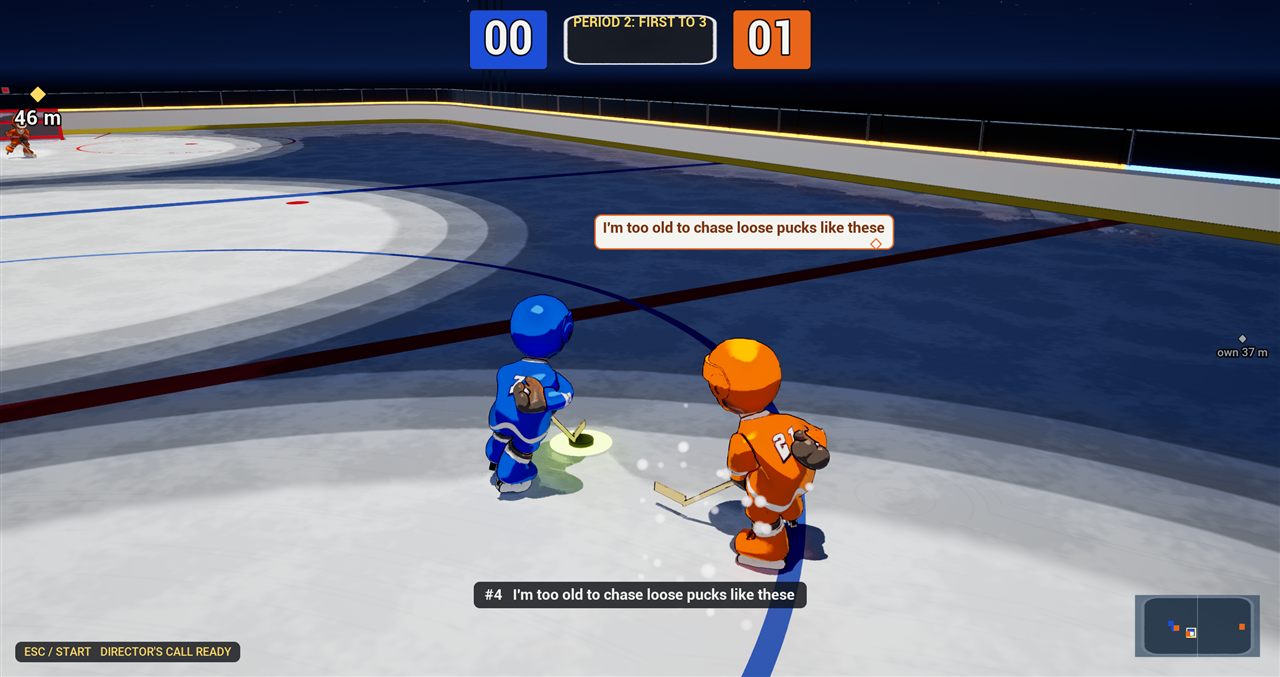 00
PERIOD 2: FIRST TO 3
01
46 m
I'm too old to chase loose pucks like these
own 37 m
#4 I'm too old to chase loose pucks like these
ESC / START DIRECTOR'S CALL READY